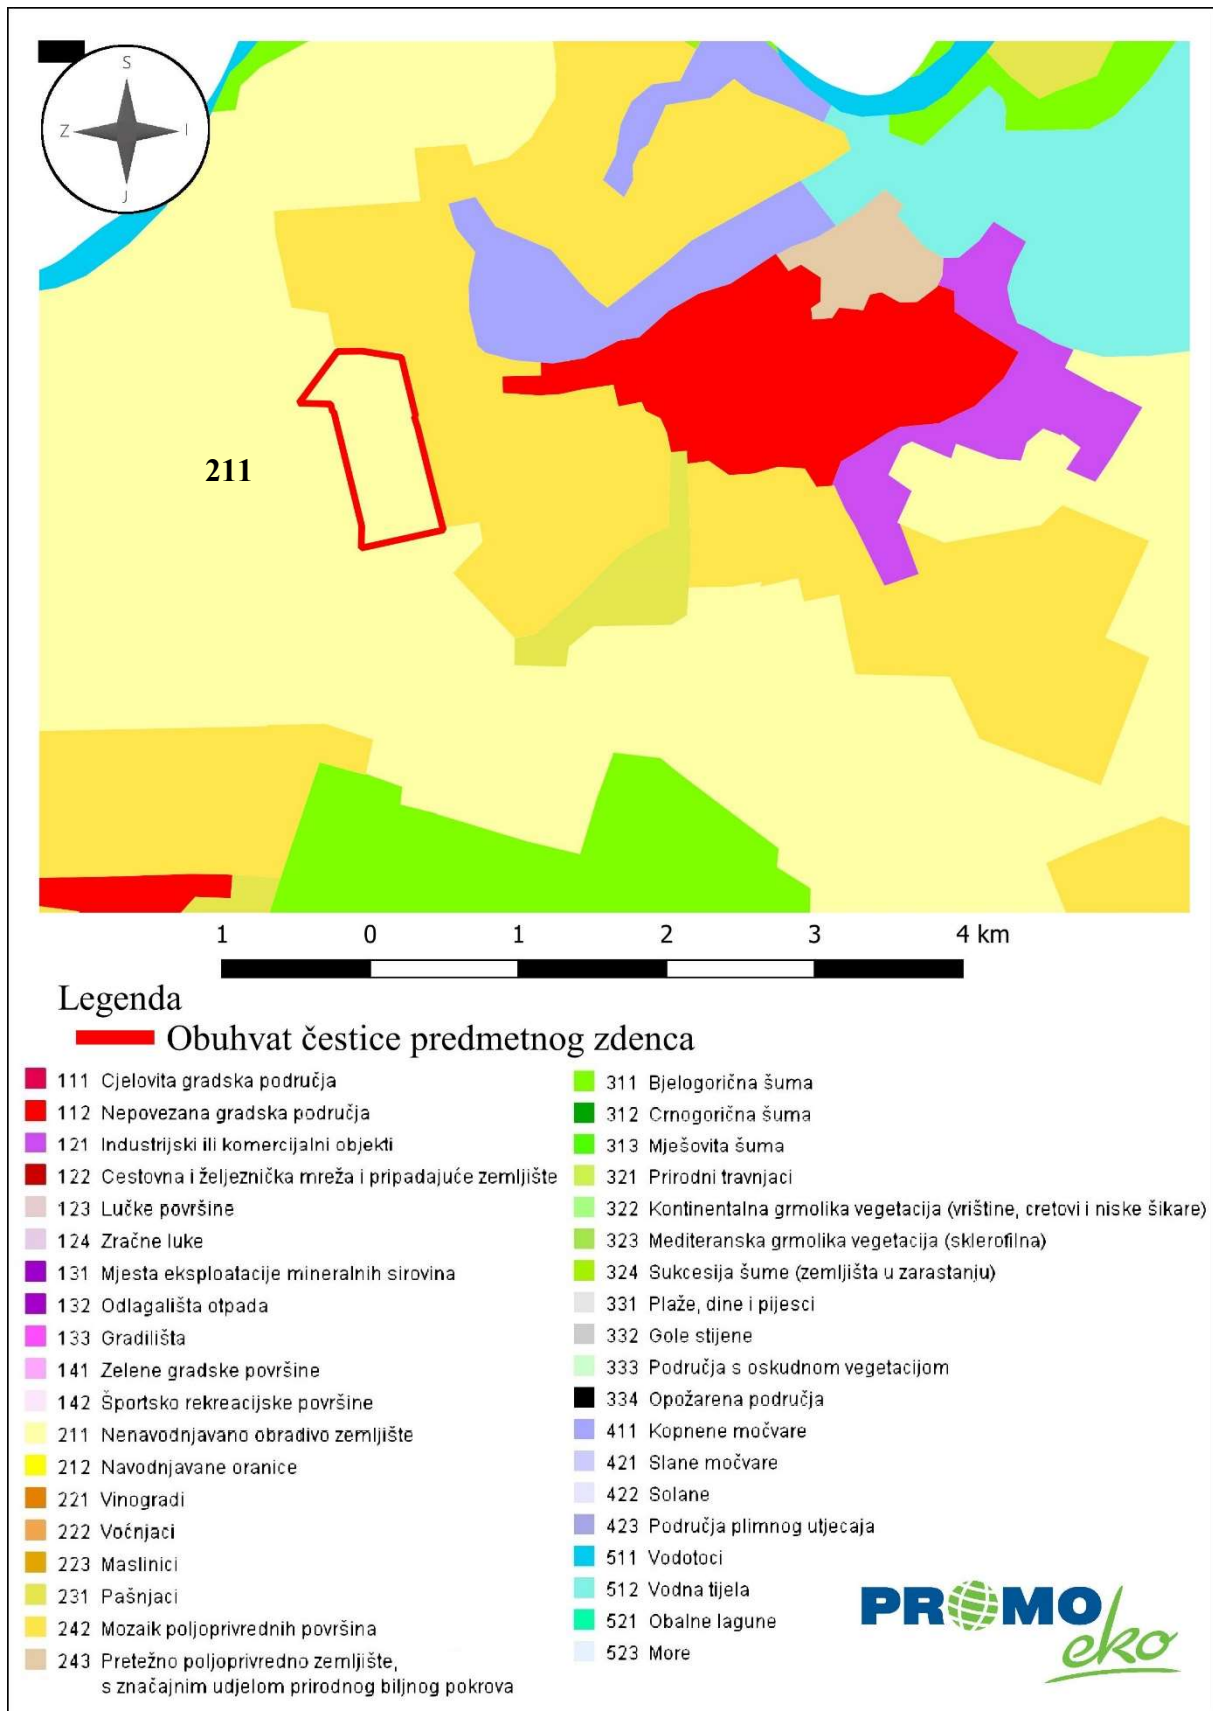 S
Z I
J
211
1 0 1 2 3 4 km
Legenda
Obuhvat čestice predmetnog zdenca
111 Cjelovita gradska područja
112 Nepovezana gradska područja
121 Industrijski ili komercijalni objekti
122 Cestovna i željeznička mreža i pripadajuće zemljište
123 Lučke površine
124 Zračne luke
131 Mjesta eksploatacije mineralnih sirovina
132 Odlagališta otpada
133 Gradilišta
141 Zelene gradske površine
142 Športsko rekreacijske površine
211 Nenavodnjavano obradivo zemljište
212 Navodnjavane oranice
221 Vinogradi
222 Voćnjaci
223 Maslinici
231 Pašnjaci
242 Mozaik poljoprivrednih površina
243 Pretežno poljoprivredno zemljište,
s značajnim udjelom prirodnog biljnog pokrova
311 Bjelogorična šuma
312 Crnogorična šuma
313 Mješovita šuma
321 Prirodni travnjaci
322 Kontinentalna grmolika vegetacija (vrištine, cretovi i niske šikare)
323 Mediteranska grmolika vegetacija (sklerofilna)
324 Sukcesija šume (zemljišta u zarastanju)
331 Plaže, dine i pijesci
332 Gole stijene
333 Područja s oskudnom vegetacijom
334 Opožarena područja
411 Kopnene močvare
421 Slane močvare
422 Solane
423 Područja plimnog utjecaja
511 Vodotoci
512 Vodna tijela
521 Obalne lagune
523 More
PROMO
eko